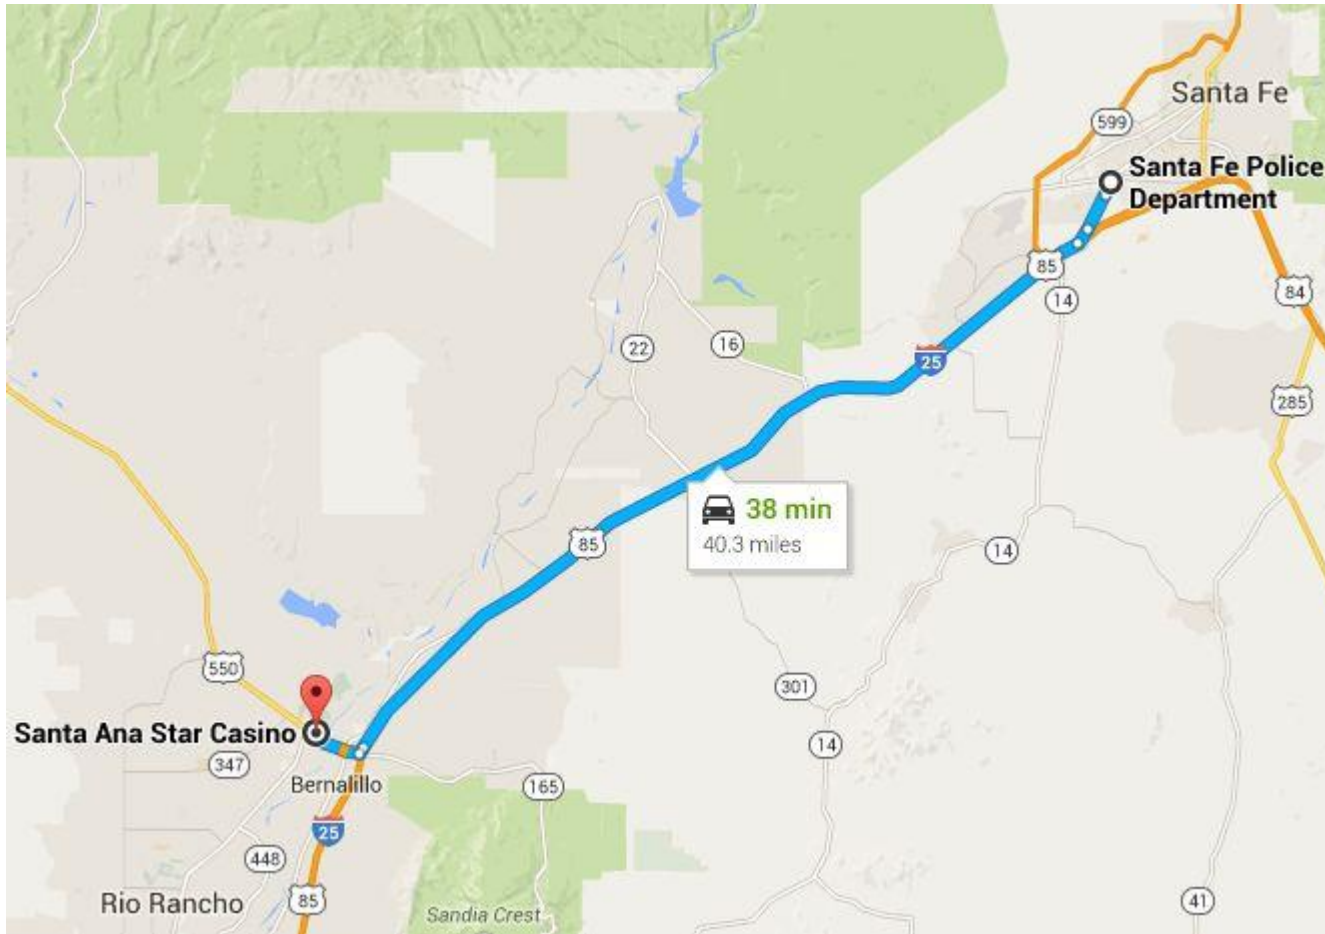 Santa Fe
599
Santa Fe Police
Department
85
14
84
22
16
25
285
38 min
40.3 miles
85
14
550
301
Santa Ana Star Casino
14
347
Bernalillo
165
25
448
Rio Rancho
85
Sandia Crest
41